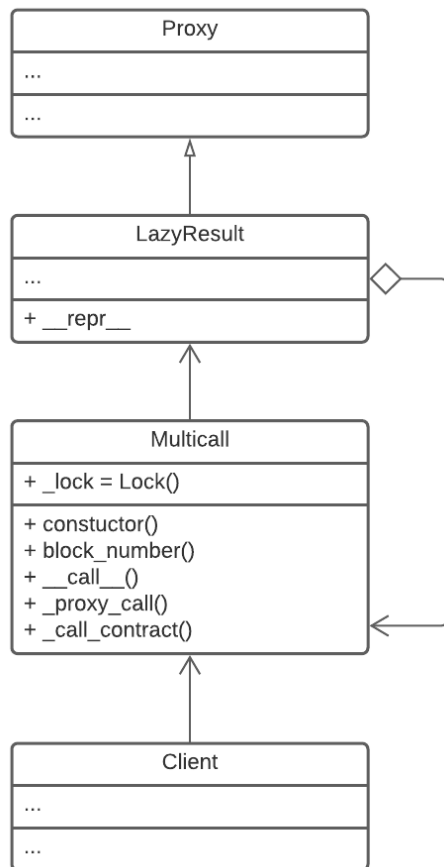 Proxy
...
...
LazyResult
...
+ __repr__
Multicall
+ _lock = Lock()
+ constuctor()
+ block_number()
+ __call__()
+ _proxy_call()
+ _call_contract()
Client
...
...